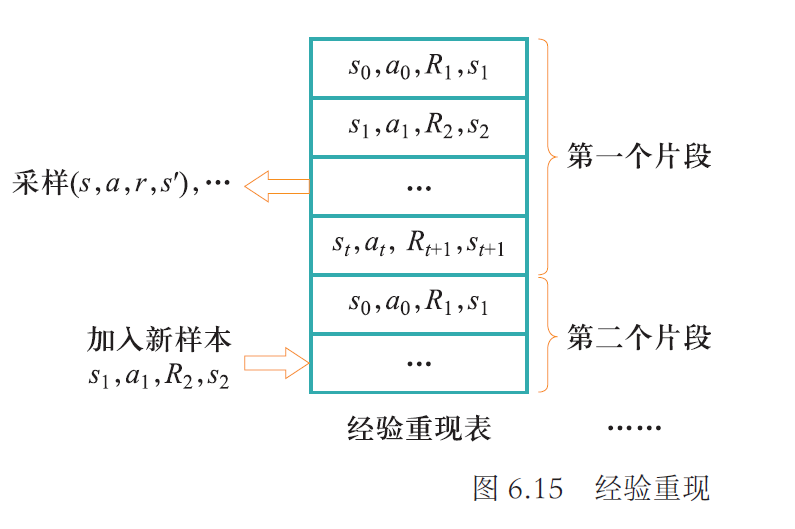 s₀,a₀,R₁,s₁
s₁,a₁,R₂,s₂
第一个片段
采样(s,a,r,s′),…
…
sₜ,aₜ, Rₜ₊₁,sₜ₊₁
s₀,a₀,R₁,s₁
第二个片段
加入新样本
s₁,a₁,R₂,s₂
…
经验重现表
……
图 6.15 经验重现